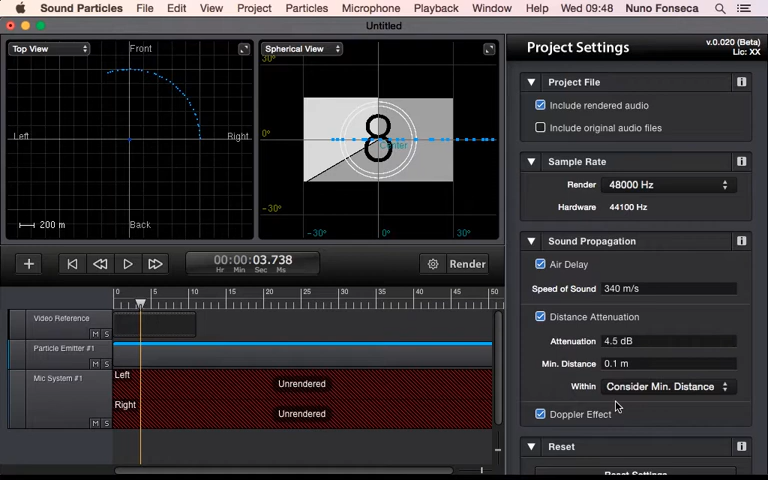 Sound Particles File Edit View Project Particles Microphone Playback Window Help Wed 09:48 Nuno Fonseca
Untitled
Top View
Front
Left
Right
200 m
Back
Spherical View
30°
0°
-30°
8
Center
-30° 0° 30°
Project Settings
v.0.020 (Beta)
Lic: XX
Project File
Include rendered audio
Include original audio files
Sample Rate
Render 48000 Hz
Hardware 44100 Hz
Sound Propagation
Air Delay
Speed of Sound 340 m/s
Distance Attenuation
Attenuation 4.5 dB
Min. Distance 0.1 m
Within Consider Min. Distance
Doppler Effect
Reset
Reset Settings
00:00:03.738
Hr Min Sec Ms
Render
0 5 10 15 20 25 30 35 40 45 50
Video Reference
M S
Particle Emitter #1
Mic System #1
Left
Unrendered
Right
Unrendered
M S